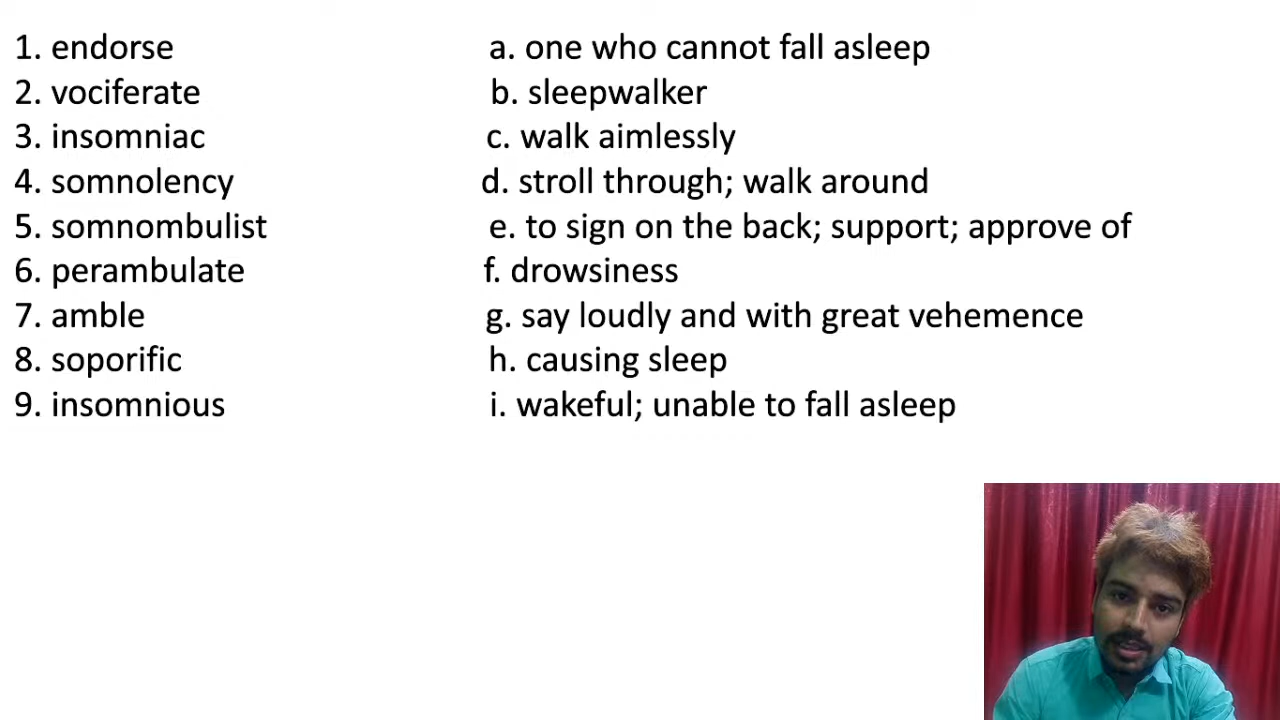 1. endorse a. one who cannot fall asleep
2. vociferate b. sleepwalker
3. insomniac c. walk aimlessly
4. somnolency d. stroll through; walk around
5. somnombulist e. to sign on the back; support; approve of
6. perambulate f. drowsiness
7. amble g. say loudly and with great vehemence
8. soporific h. causing sleep
9. insomnious i. wakeful; unable to fall asleep